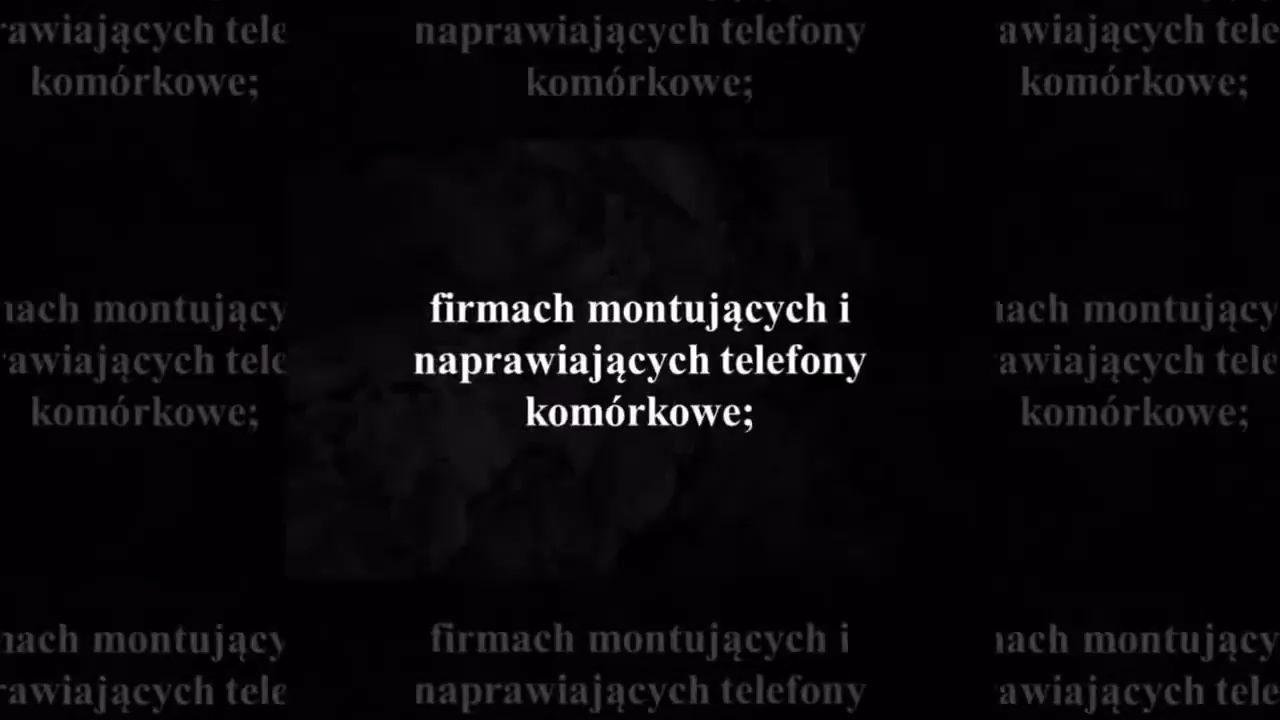 naprawiających telefony
komórkowe;
komórkowe;
komórkowe;
firmach montujących i
naprawiających telefony
komórkowe;
komórkowe;
komórkowe;
firmach montujących i
naprawiających telefony